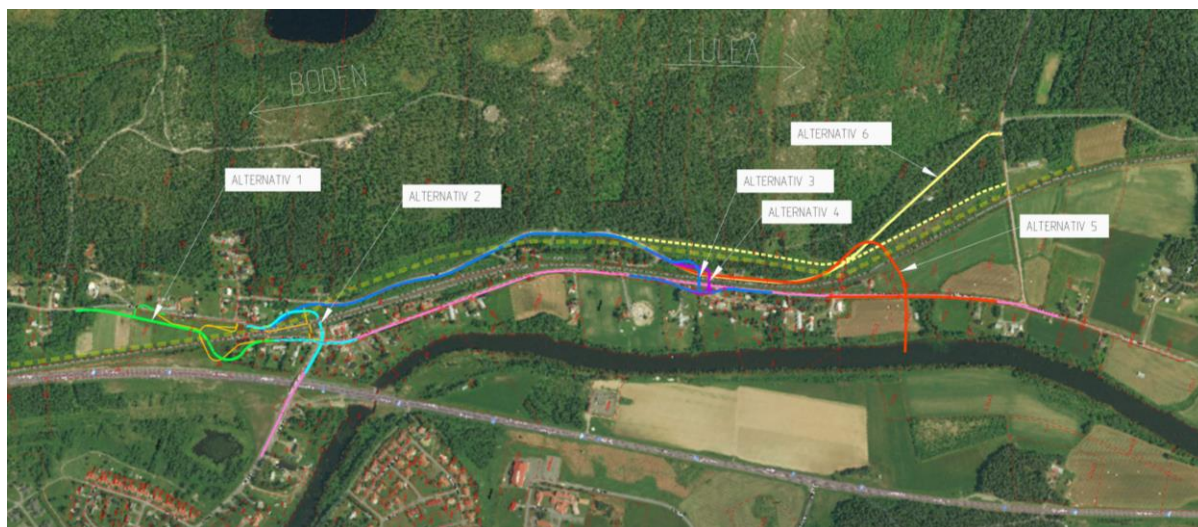 LULEÅ
BODEN
ALTERNATIV 6
ALTERNATIV 1
ALTERNATIV 2
ALTERNATIV 3
ALTERNATIV 4
ALTERNATIV 5